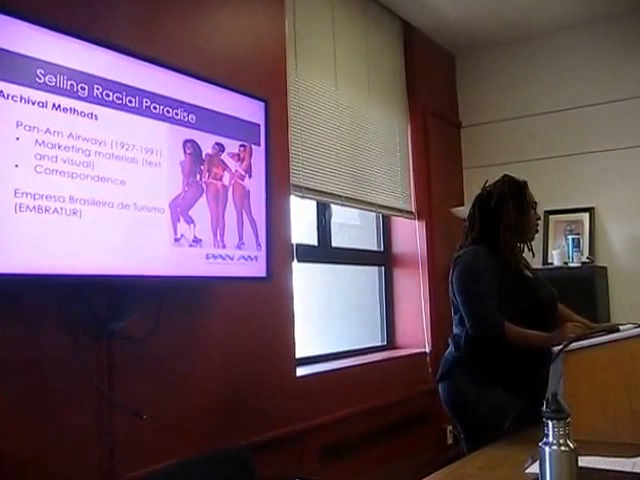 Selling Racial Paradise
Archival Methods
Pan-Am Airways (1927-1991)
• Marketing materials (text
and visual)
• Correspondence
Empresa Brasileira de Turismo
(EMBRATUR)
PAN AM